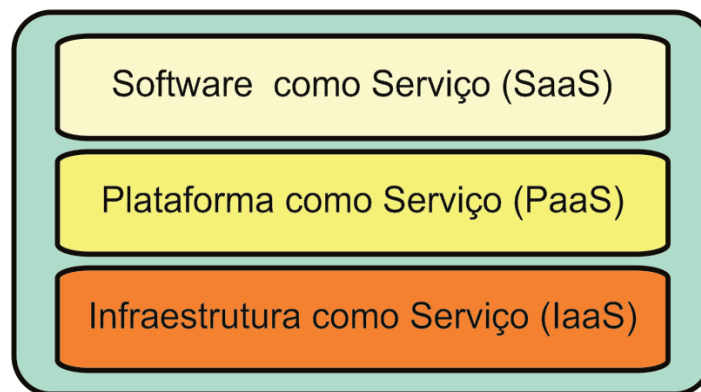 Software como Serviço (SaaS)
Plataforma como Serviço (PaaS)
Infraestrutura como Serviço (IaaS)